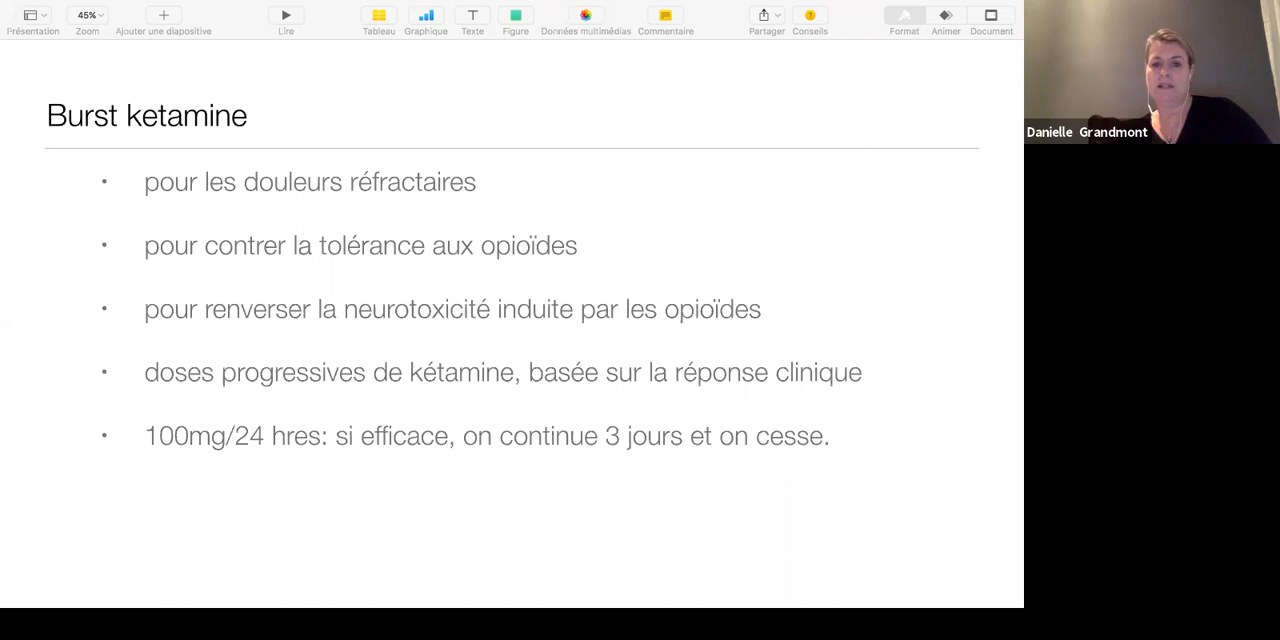 Présentation
45%
Zoom
Ajouter une diapositive
Lire
Tableau
Graphique
T
Texte
Figure
Données multimédias
Commentaire
Partager
?
Conseils
Format
Animer
Document
Danielle Grandmont
Burst ketamine
• pour les douleurs réfractaires
• pour contrer la tolérance aux opioïdes
• pour renverser la neurotoxicité induite par les opioïdes
• doses progressives de kétamine, basée sur la réponse clinique
• 100mg/24 hres: si efficace, on continue 3 jours et on cesse.